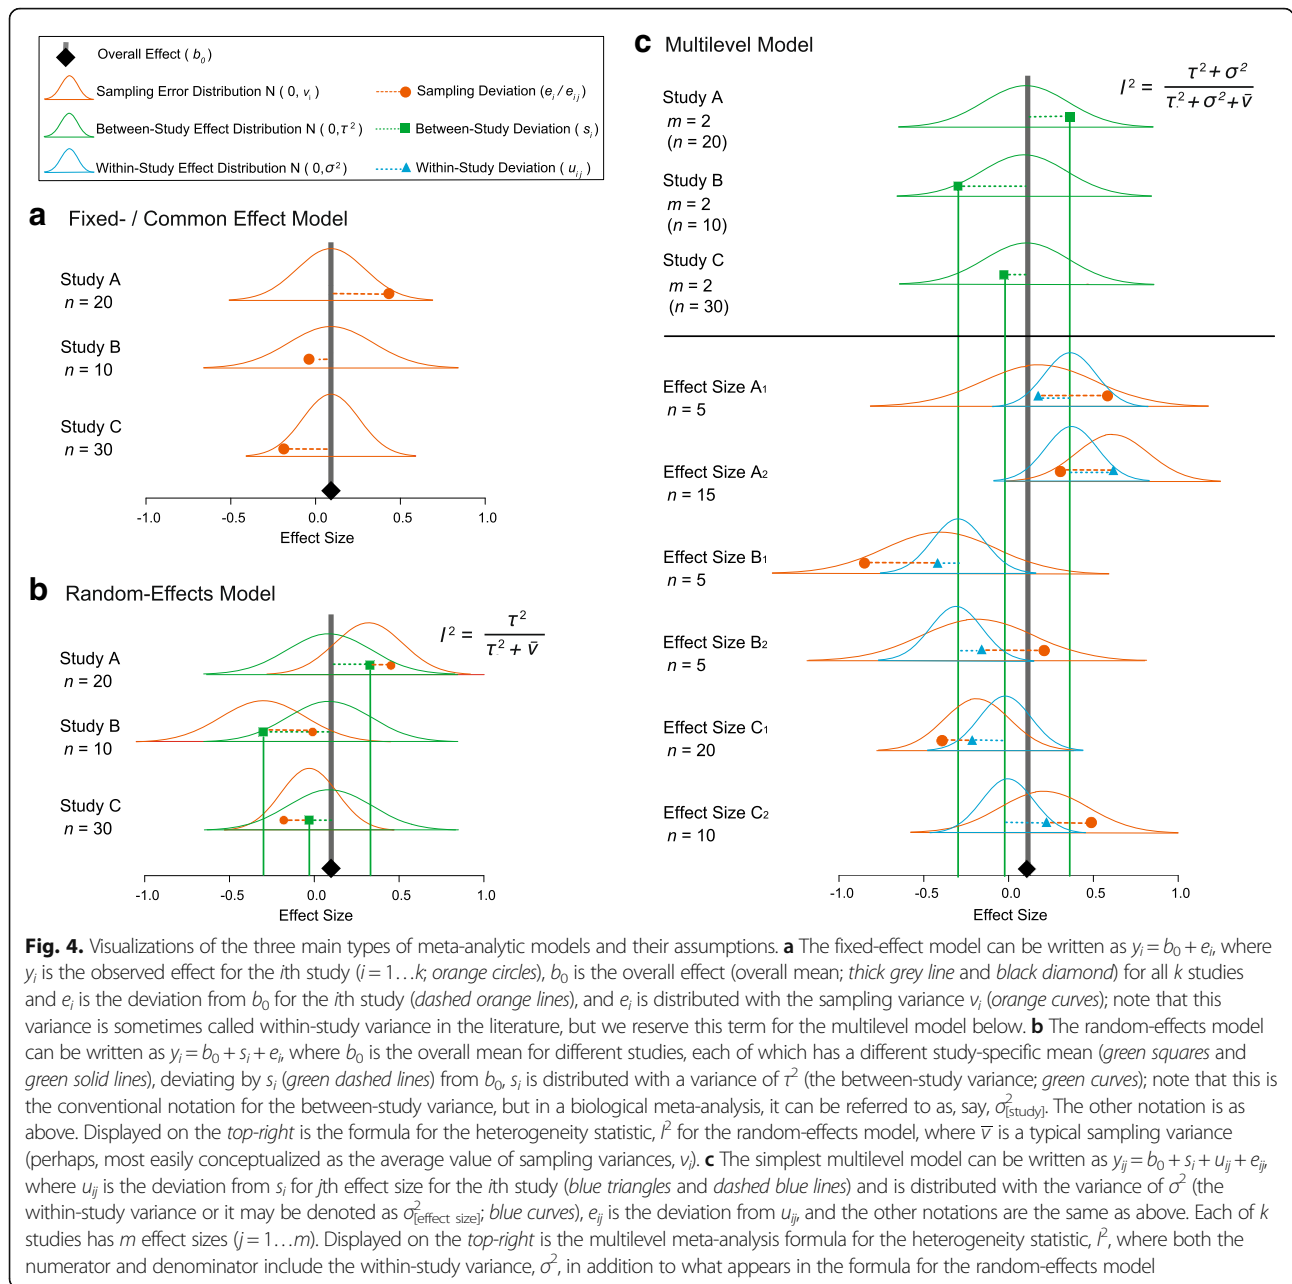 Overall Effect ( b₀ )
Sampling Error Distribution N ( 0, vᵢ )
Sampling Deviation (eᵢ / eᵢⱼ )
Between-Study Effect Distribution N ( 0,τ² )
Between-Study Deviation ( sᵢ )
Within-Study Effect Distribution N ( 0,σ² )
Within-Study Deviation ( uᵢⱼ )
a Fixed- / Common Effect Model
Study A
n = 20
Study B
n = 10
Study C
n = 30
-1.0 -0.5 0.0 0.5 1.0
Effect Size
b Random-Effects Model
I² = τ² / (τ² + v̄)
Study A
n = 20
Study B
n = 10
Study C
n = 30
-1.0 -0.5 0.0 0.5 1.0
Effect Size
c Multilevel Model
I² = (τ² + σ²) / (τ² + σ² + v̄)
Study A
m = 2
(n = 20)
Study B
m = 2
(n = 10)
Study C
m = 2
(n = 30)
Effect Size A₁
n = 5
Effect Size A₂
n = 15
Effect Size B₁
n = 5
Effect Size B₂
n = 5
Effect Size C₁
n = 20
Effect Size C₂
n = 10
-1.0 -0.5 0.0 0.5 1.0
Effect Size
Fig. 4. Visualizations of the three main types of meta-analytic models and their assumptions. a The fixed-effect model can be written as yᵢ = b₀ + eᵢ, where
yᵢ is the observed effect for the ith study (i = 1…k; orange circles), b₀ is the overall effect (overall mean; thick grey line and black diamond) for all k studies
and eᵢ is the deviation from b₀ for the ith study (dashed orange lines), and eᵢ is distributed with the sampling variance vᵢ (orange curves); note that this
variance is sometimes called within-study variance in the literature, but we reserve this term for the multilevel model below. b The random-effects model
can be written as yᵢ = b₀ + sᵢ + eᵢ, where b₀ is the overall mean for different studies, each of which has a different study-specific mean (green squares and
green solid lines), deviating by sᵢ (green dashed lines) from b₀, sᵢ is distributed with a variance of τ² (the between-study variance; green curves); note that this is
the conventional notation for the between-study variance, but in a biological meta-analysis, it can be referred to as, say, σ²[study]. The other notation is as
above. Displayed on the top-right is the formula for the heterogeneity statistic, I² for the random-effects model, where v̄ is a typical sampling variance
(perhaps, most easily conceptualized as the average value of sampling variances, vᵢ). c The simplest multilevel model can be written as yᵢⱼ = b₀ + sᵢ + uᵢⱼ + eᵢⱼ,
where uᵢⱼ is the deviation from sᵢ for jth effect size for the ith study (blue triangles and dashed blue lines) and is distributed with the variance of σ² (the
within-study variance or it may be denoted as σ²[effect size]; blue curves), eᵢⱼ is the deviation from uᵢⱼ, and the other notations are the same as above. Each of k
studies has m effect sizes (j = 1…m). Displayed on the top-right is the multilevel meta-analysis formula for the heterogeneity statistic, I², where both the
numerator and denominator include the within-study variance, σ², in addition to what appears in the formula for the random-effects model